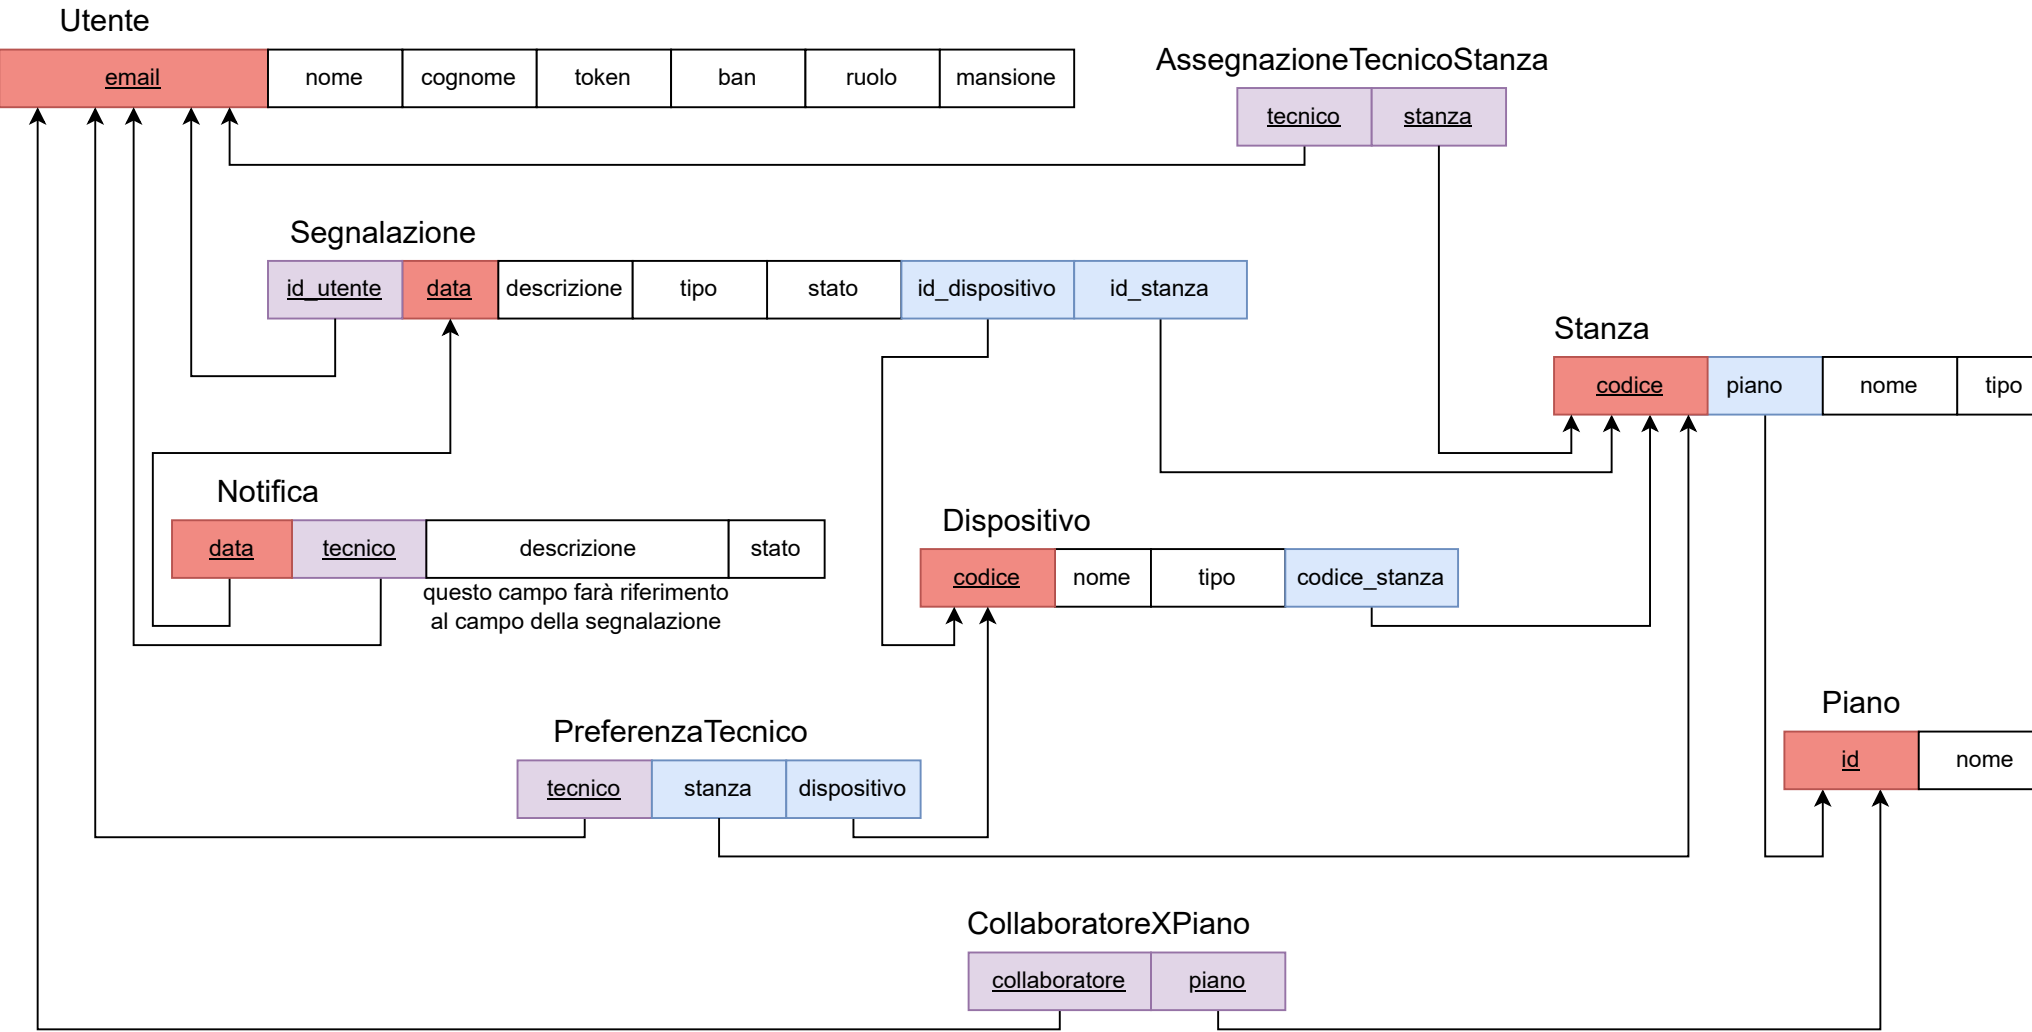 Utente
email nome cognome token ban ruolo mansione
AssegnazioneTecnicoStanza
tecnico stanza
Segnalazione
id_utente data descrizione tipo stato id_dispositivo id_stanza
Stanza
codice piano nome tipo
Notifica
data tecnico descrizione stato
questo campo farà riferimento
al campo della segnalazione
Dispositivo
codice nome tipo codice_stanza
Piano
id nome
PreferenzaTecnico
tecnico stanza dispositivo
CollaboratoreXPiano
collaboratore piano